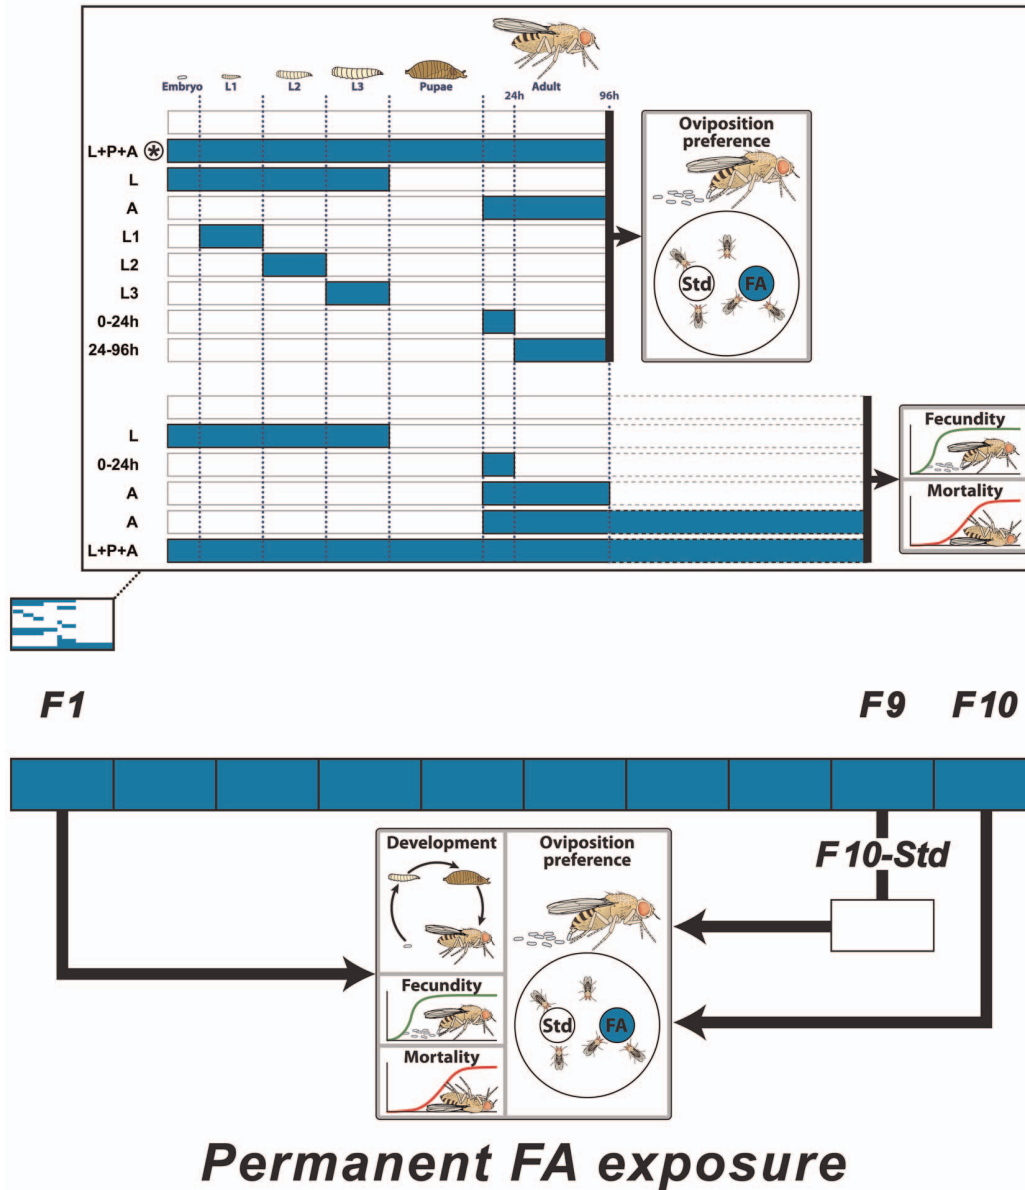 Embryo L1 L2 L3 Pupae Adult
24h 96h
L+P+A *
L
A
L1
L2
L3
0-24h
24-96h
Oviposition
preference
Std FA
L
0-24h
A
A
L+P+A
Fecundity
Mortality
F1 F9 F10
F10-Std
Development
Fecundity
Mortality
Oviposition
preference
Std FA
Permanent FA exposure